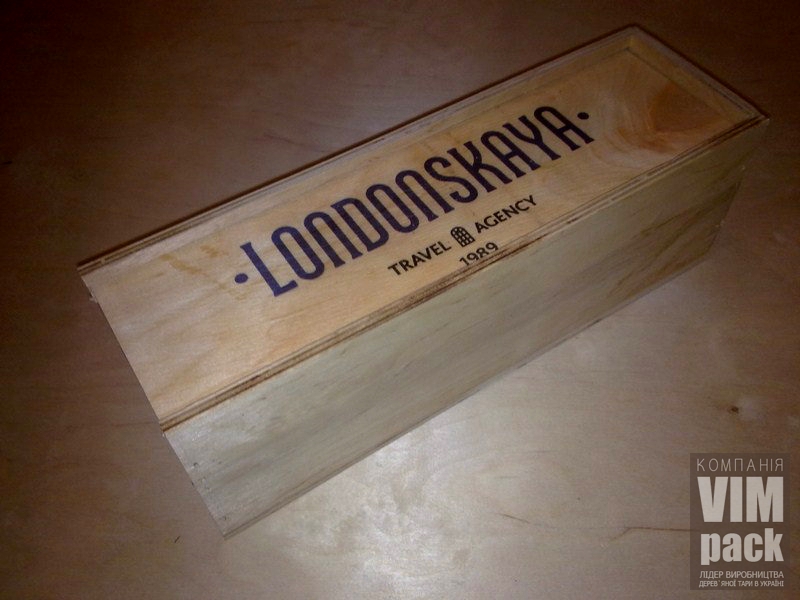 ·LONDONSKAYA·
TRAVEL AGENCY
1989
КОМПАНІЯ
VIM
pack
ЛІДЕР ВИРОБНИЦТВА
ДЕРЕВ`ЯНОЇ ТАРИ В УКРАЇНІ